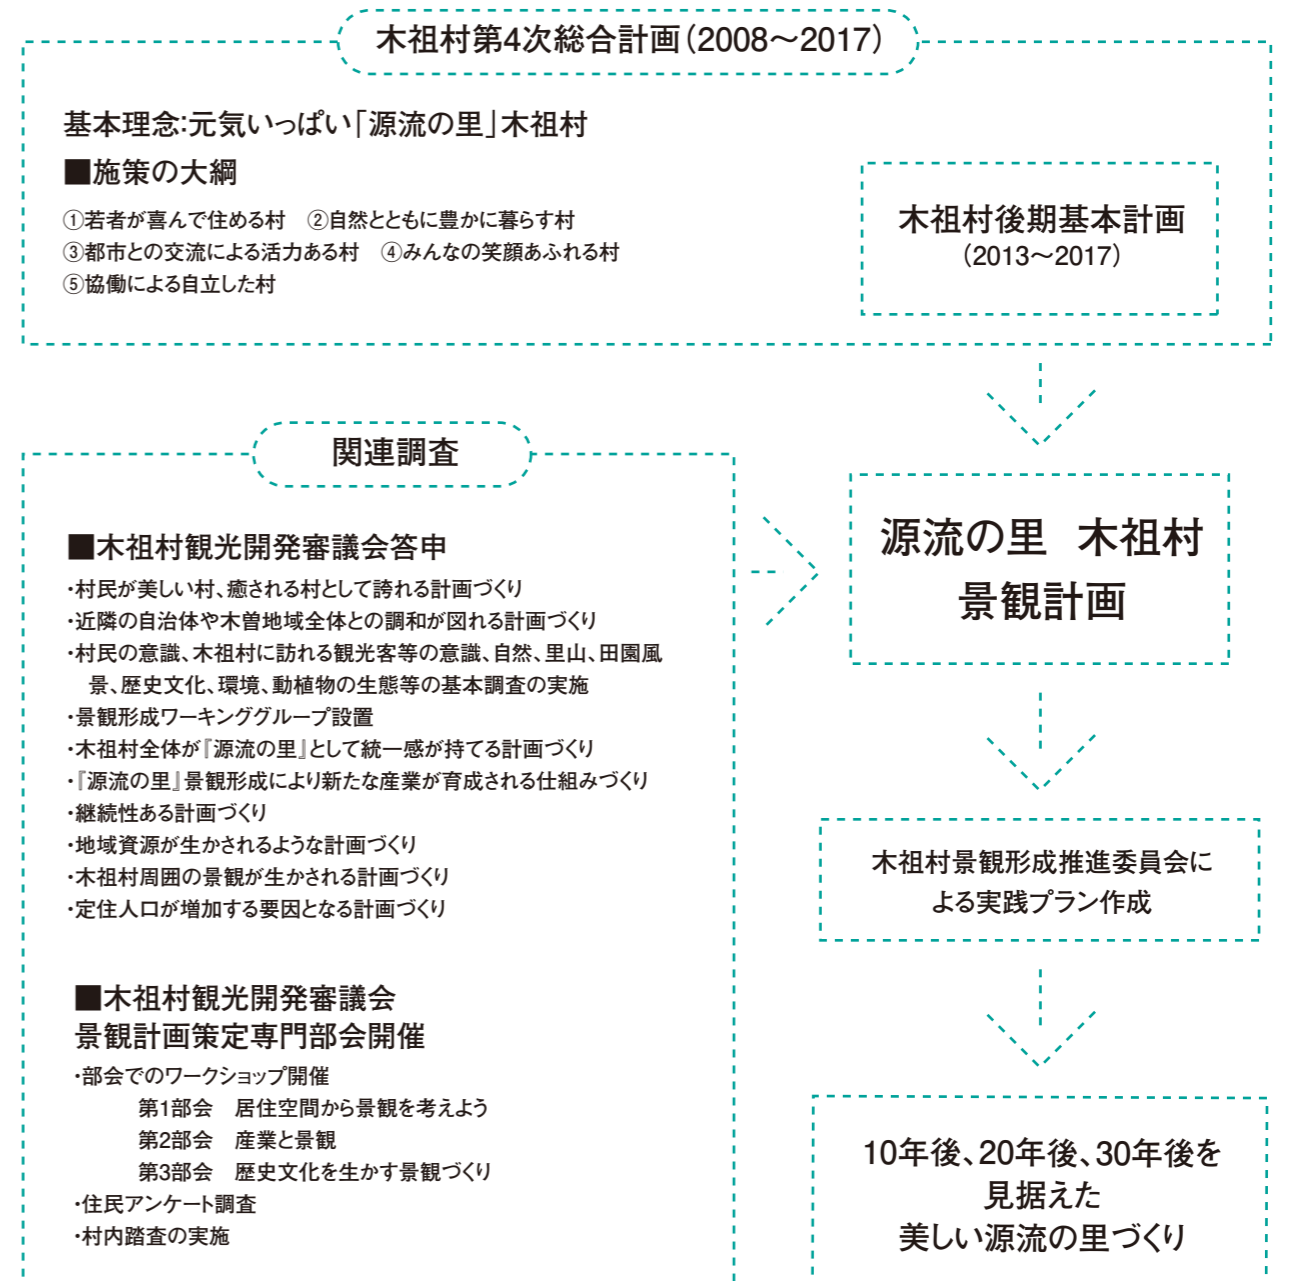 木祖村第4次総合計画(2008〜2017)
基本理念:元気いっぱい「源流の里」木祖村
■施策の大綱
①若者が喜んで住める村　②自然とともに豊かに暮らす村
③都市との交流による活力ある村　④みんなの笑顔あふれる村
⑤協働による自立した村
木祖村後期基本計画
(2013〜2017)
関連調査
■木祖村観光開発審議会答申
・村民が美しい村、癒される村として誇れる計画づくり
・近隣の自治体や木曽地域全体との調和が図れる計画づくり
・村民の意識、木祖村に訪れる観光客等の意識、自然、里山、田園風
景、歴史文化、環境、動植物の生態等の基本調査の実施
・景観形成ワーキンググループ設置
・木祖村全体が『源流の里』として統一感が持てる計画づくり
・『源流の里』景観形成により新たな産業が育成される仕組みづくり
・継続性ある計画づくり
・地域資源が生かされるような計画づくり
・木祖村周囲の景観が生かされる計画づくり
・定住人口が増加する要因となる計画づくり
■木祖村観光開発審議会
景観計画策定専門部会開催
・部会でのワークショップ開催
第1部会　居住空間から景観を考えよう
第2部会　産業と景観
第3部会　歴史文化を生かす景観づくり
・住民アンケート調査
・村内踏査の実施
源流の里　木祖村
景観計画
木祖村景観形成推進委員会に
よる実践プラン作成
10年後、20年後、30年後を
見据えた
美しい源流の里づくり